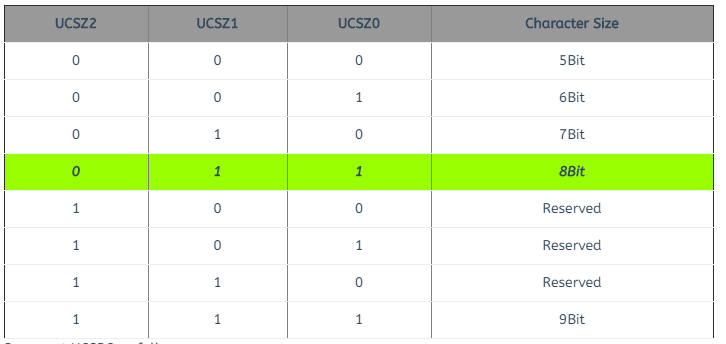 UCSZ2 UCSZ1 UCSZ0 Character Size
0 0 0 5Bit
0 0 1 6Bit
0 1 0 7Bit
0 1 1 8Bit
1 0 0 Reserved
1 0 1 Reserved
1 1 0 Reserved
1 1 1 9Bit